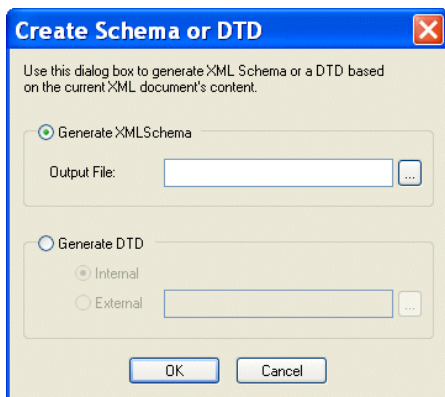 Create Schema or DTD
Use this dialog box to generate XML Schema or a DTD based
on the current XML document's content.
Generate XMLSchema
Output File:
...
Generate DTD
Internal
External
...
OK Cancel